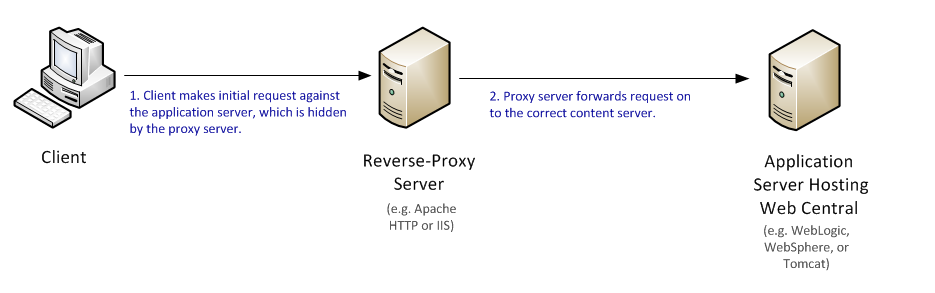 1. Client makes initial request against
the application server, which is hidden
by the proxy server.
2. Proxy server forwards request on
to the correct content server.
Client
Reverse-Proxy
Server
(e.g. Apache
HTTP or IIS)
Application
Server Hosting
Web Central
(e.g. WebLogic,
WebSphere, or
Tomcat)